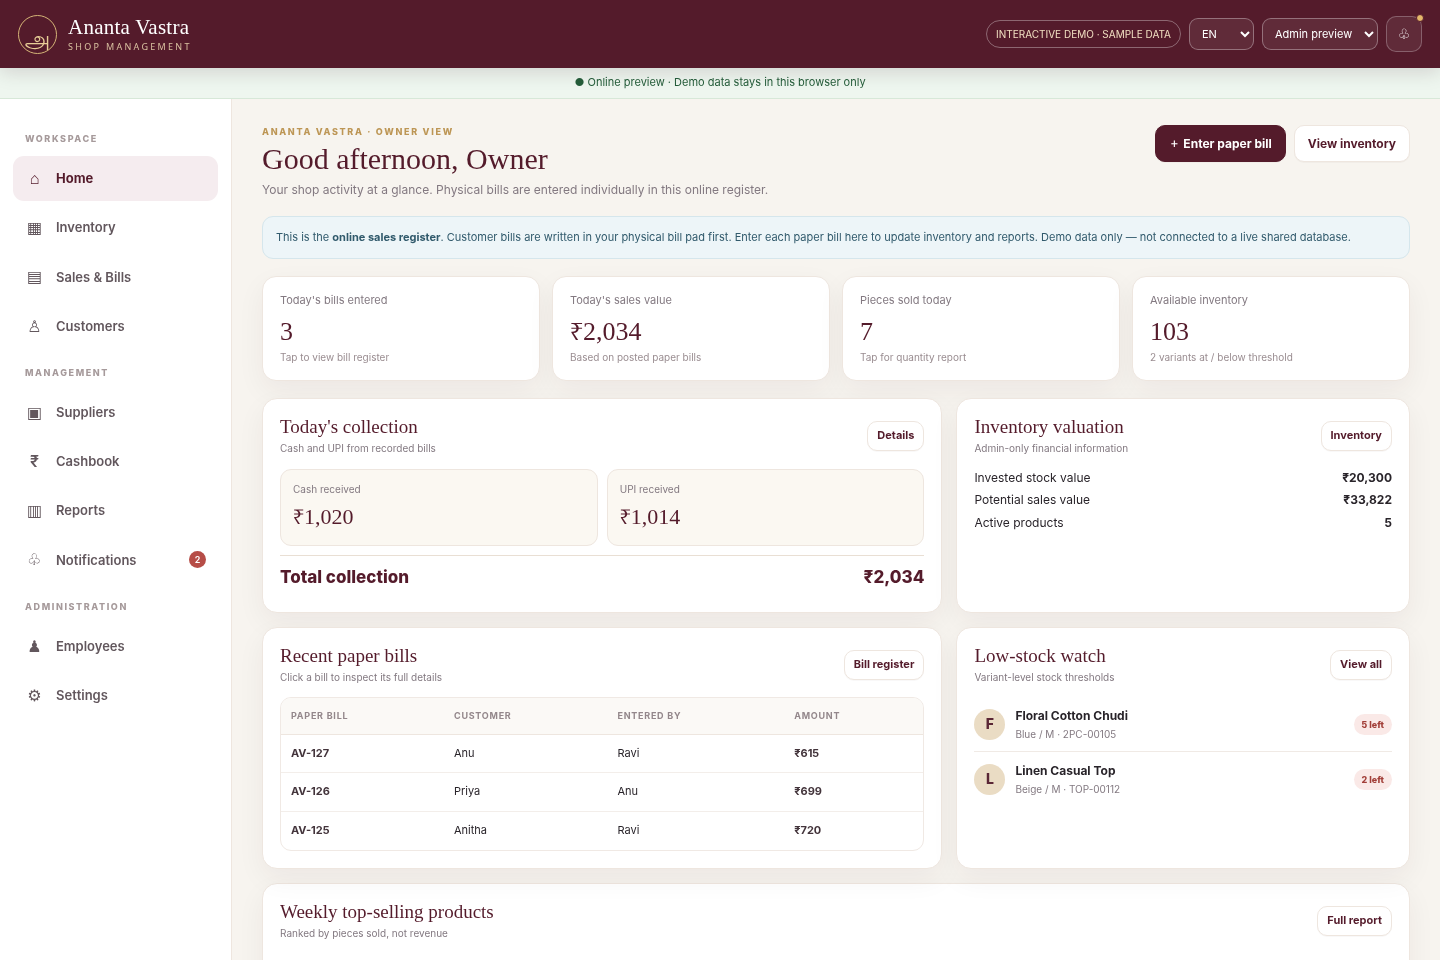 அ
Ananta Vastra
SHOP MANAGEMENT
INTERACTIVE DEMO · SAMPLE DATA
EN
Admin preview
● Online preview · Demo data stays in this browser only
WORKSPACE
Home
Inventory
Sales & Bills
Customers
MANAGEMENT
Suppliers
₹ Cashbook
Reports
Notifications
2
ADMINISTRATION
Employees
Settings
ANANTA VASTRA · OWNER VIEW
Good afternoon, Owner
Your shop activity at a glance. Physical bills are entered individually in this online register.
+ Enter paper bill
View inventory
This is the online sales register. Customer bills are written in your physical bill pad first. Enter each paper bill here to update inventory and reports. Demo data only — not connected to a live shared database.
Today's bills entered
3
Tap to view bill register
Today's sales value
₹2,034
Based on posted paper bills
Pieces sold today
7
Tap for quantity report
Available inventory
103
2 variants at / below threshold
Today's collection
Cash and UPI from recorded bills
Details
Cash received
₹1,020
UPI received
₹1,014
Total collection ₹2,034
Inventory valuation
Admin-only financial information
Inventory
Invested stock value ₹20,300
Potential sales value ₹33,822
Active products 5
Recent paper bills
Click a bill to inspect its full details
Bill register
PAPER BILL CUSTOMER ENTERED BY AMOUNT
AV-127 Anu Ravi ₹615
AV-126 Priya Anu ₹699
AV-125 Anitha Ravi ₹720
Low-stock watch
Variant-level stock thresholds
View all
F
Floral Cotton Chudi
Blue / M · 2PC-00105
5 left
L
Linen Casual Top
Beige / M · TOP-00112
2 left
Weekly top-selling products
Ranked by pieces sold, not revenue
Full report